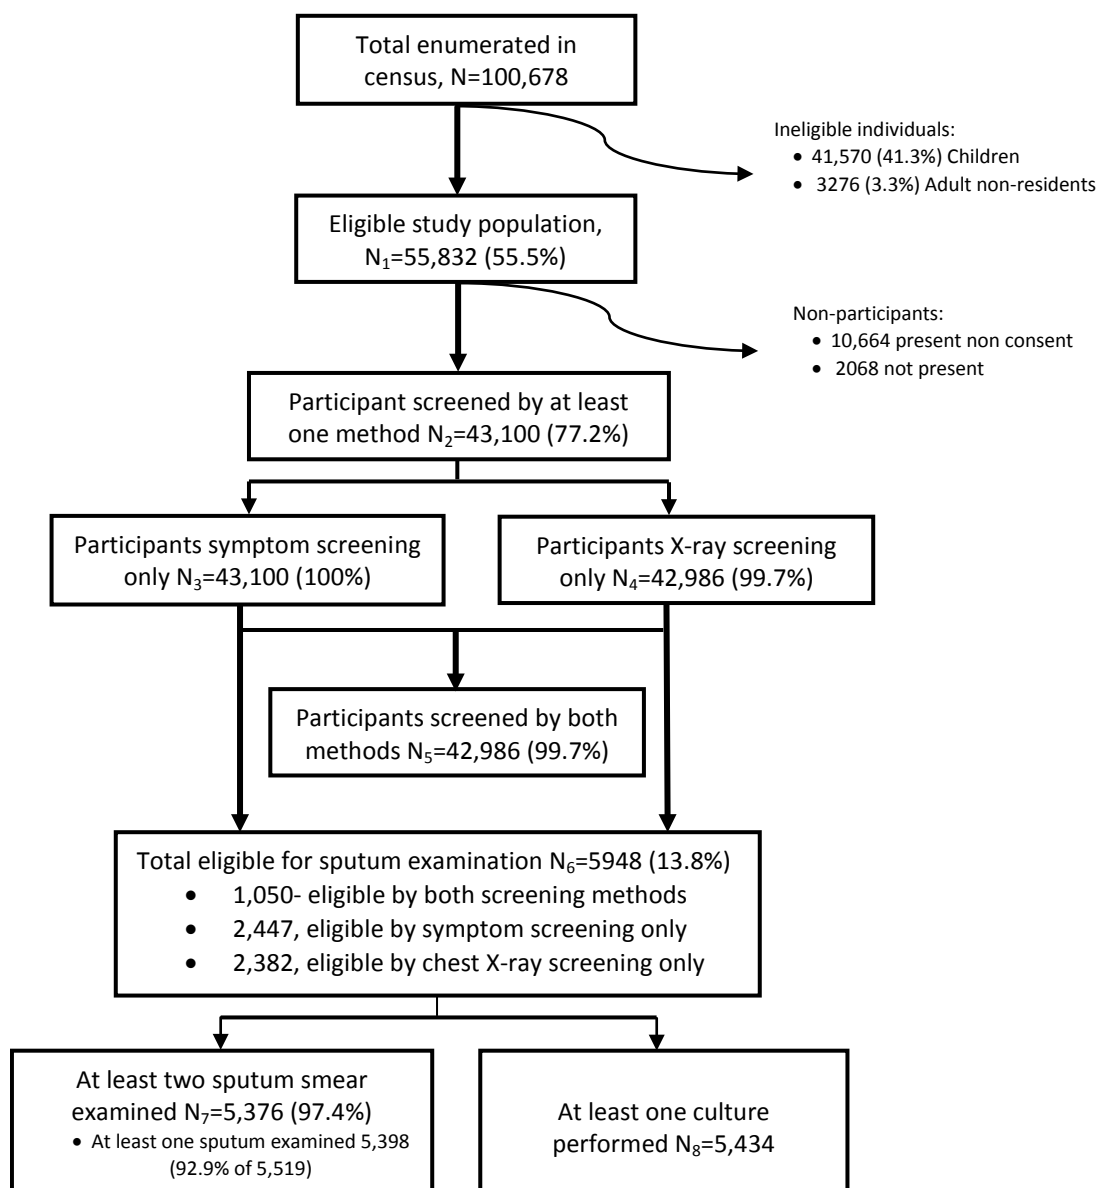 Total enumerated in
census, N=100,678
Ineligible individuals:
• 41,570 (41.3%) Children
• 3276 (3.3%) Adult non-residents
Eligible study population,
N₁=55,832 (55.5%)
Non-participants:
• 10,664 present non consent
• 2068 not present
Participant screened by at least
one method N₂=43,100 (77.2%)
Participants symptom screening
only N₃=43,100 (100%)
Participants X-ray screening
only N₄=42,986 (99.7%)
Participants screened by both
methods N₅=42,986 (99.7%)
Total eligible for sputum examination N₆=5948 (13.8%)
• 1,050- eligible by both screening methods
• 2,447, eligible by symptom screening only
• 2,382, eligible by chest X-ray screening only
At least two sputum smear
examined N₇=5,376 (97.4%)
• At least one sputum examined 5,398
(92.9% of 5,519)
At least one culture
performed N₈=5,434